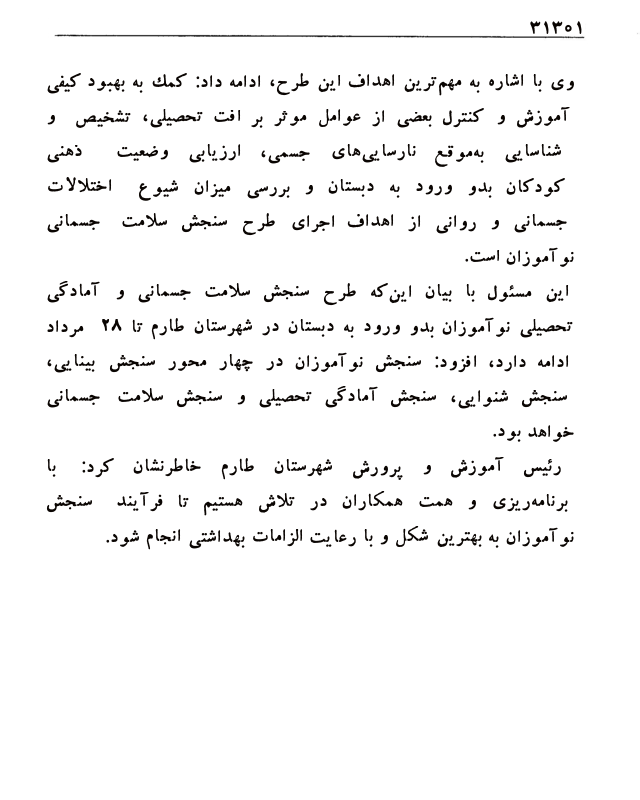 ۳۱۳۰۱
وی با اشاره به مهم‌ترین اهداف این طرح، ادامه داد: کمك به بهبود کیفی
آموزش و کنترل بعضی از عوامل موثر بر افت تحصیلی، تشخیص و
شناسایی به‌موقع نارسایی‌های جسمی، ارزیابی وضعیت ذهنی
کودکان بدو ورود به دبستان و بررسی میزان شیوع اختلالات
جسمانی و روانی از اهداف اجرای طرح سنجش سلامت جسمانی
نوآموزان است.
این مسئول با بیان این‌که طرح سنجش سلامت جسمانی و آمادگی
تحصیلی نوآموزان بدو ورود به دبستان در شهرستان طارم تا ۲۸ مرداد
ادامه دارد، افزود: سنجش نوآموزان در چهار محور سنجش بینایی،
سنجش شنوایی، سنجش آمادگی تحصیلی و سنجش سلامت جسمانی
خواهد بود.
رئیس آموزش و پرورش شهرستان طارم خاطرنشان کرد: با
برنامه‌ریزی و همت همکاران در تلاش هستیم تا فرآیند سنجش
نوآموزان به بهترین شکل و با رعایت الزامات بهداشتی انجام شود.